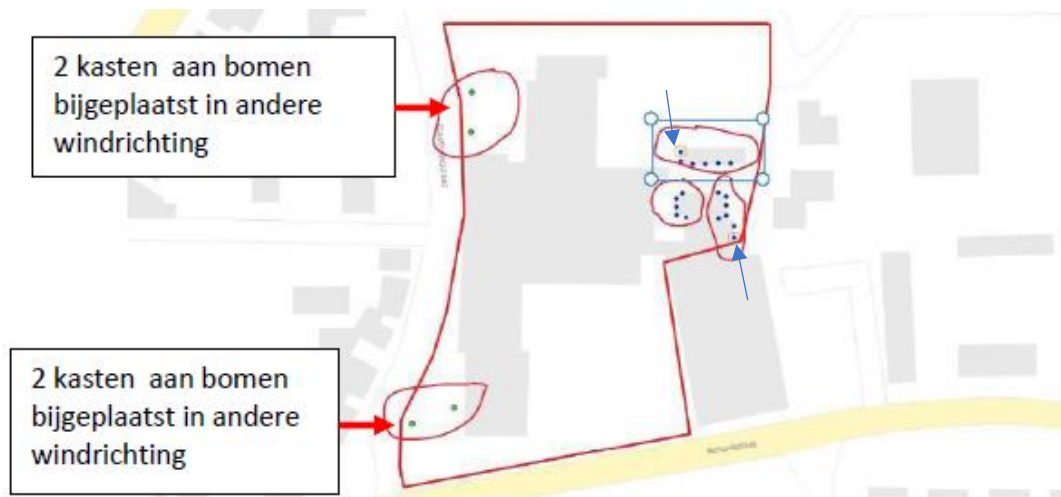 2 kasten aan bomen
bijgeplaatst in andere
windrichting
2 kasten aan bomen
bijgeplaatst in andere
windrichting